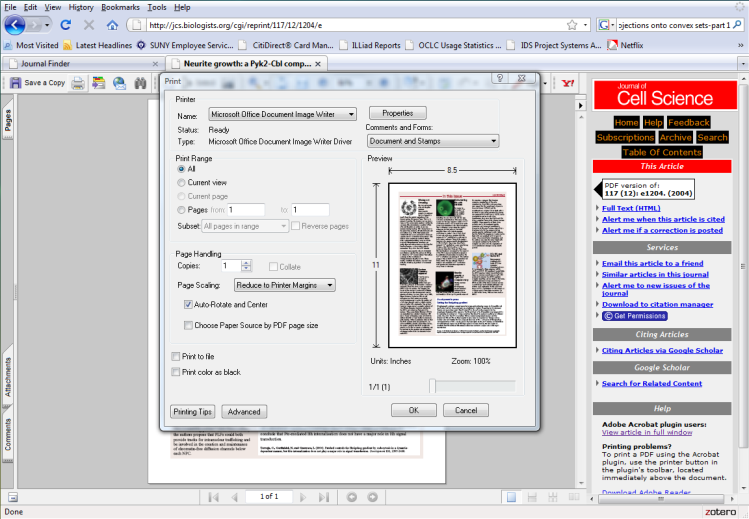 File Edit View History Bookmarks Tools Help
http://jcs.biologists.org/cgi/reprint/117/12/1204/e
ojections onto convex sets-part 1
Most Visited Latest Headlines SUNY Employee Servic... CitiDirect® Card Man... ILLiad Reports OCLC Usage Statistics ... IDS Project Systems A... Netflix
Journal Finder
Neurite growth: a Pyk2-Cbl comp...
Save a Copy
Y!
Pages
Attachments
Comments
Print
Printer
Name: Microsoft Office Document Image Writer
Properties
Status: Ready
Type: Microsoft Office Document Image Writer Driver
Comments and Forms:
Document and Stamps
Print Range
All
Current view
Current page
Pages from: 1 to: 1
Subset: All pages in range Reverse pages
Page Handling
Copies: 1 Collate
Page Scaling: Reduce to Printer Margins
Auto-Rotate and Center
Choose Paper Source by PDF page size
Print to file
Print color as black
Preview
8.5
11
Units: Inches Zoom: 100%
1/1 (1)
Printing Tips Advanced OK Cancel
1 of 1
Journal of
Cell Science
Home Help Feedback
Subscriptions Archive Search
Table Of Contents
This Article
PDF version of:
117 (12): e1204. (2004)
Full Text (HTML)
Alert me when this article is cited
Alert me if a correction is posted
Services
Email this article to a friend
Similar articles in this journal
Alert me to new issues of the
journal
Download to citation manager
© Get Permissions
Citing Articles
Citing Articles via Google Scholar
Google Scholar
Search for Related Content
Help
Adobe Acrobat plugin users:
View article in full window
Printing problems?
To print a PDF using the Acrobat
plugin, use the printer button in
the plugin's toolbar, located
immediately above the document.
Download Adobe Reader
Done
zotero